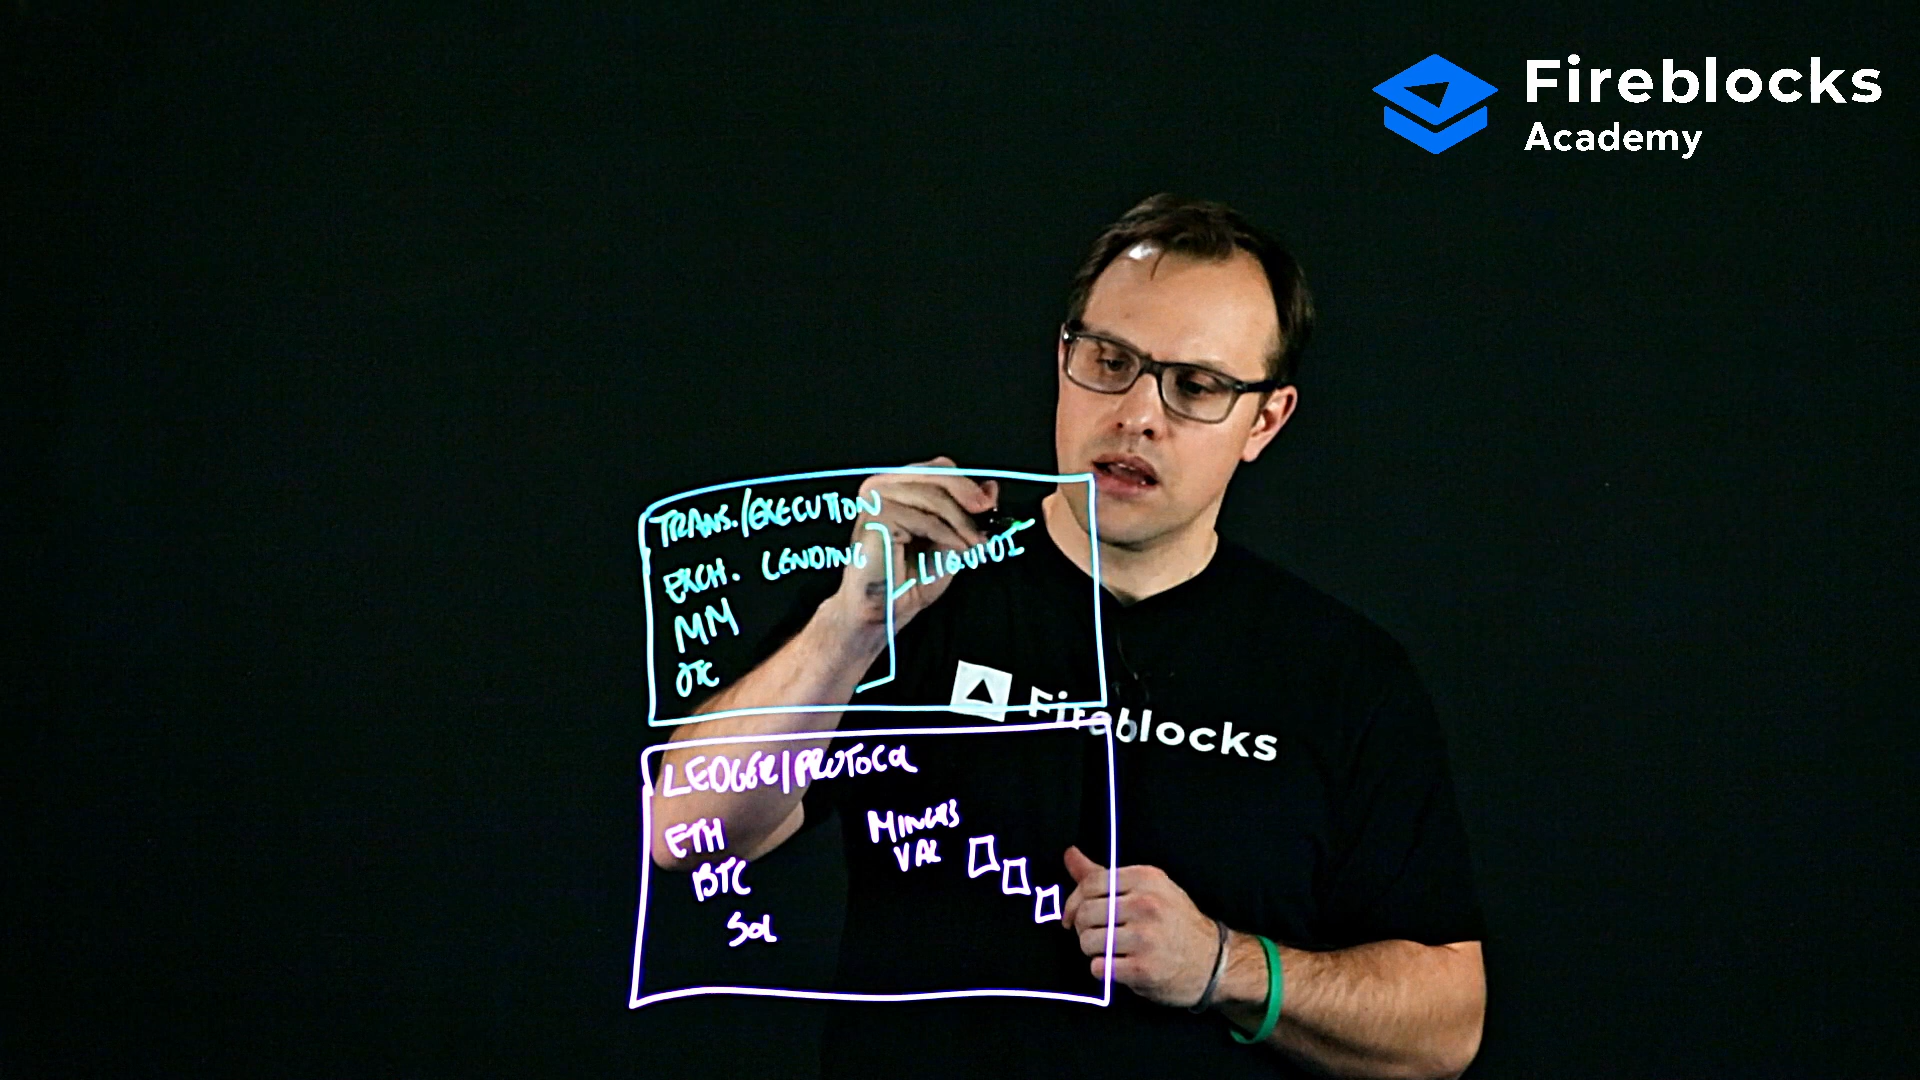 Fireblocks
Academy
TRANS./EXECUTION
EXCH. LENDING
MM
OTC
LIQUIDI
Fireblocks
LEDGER/PROTOCOL
ETH
BTC
SOL
MINERS
VAL